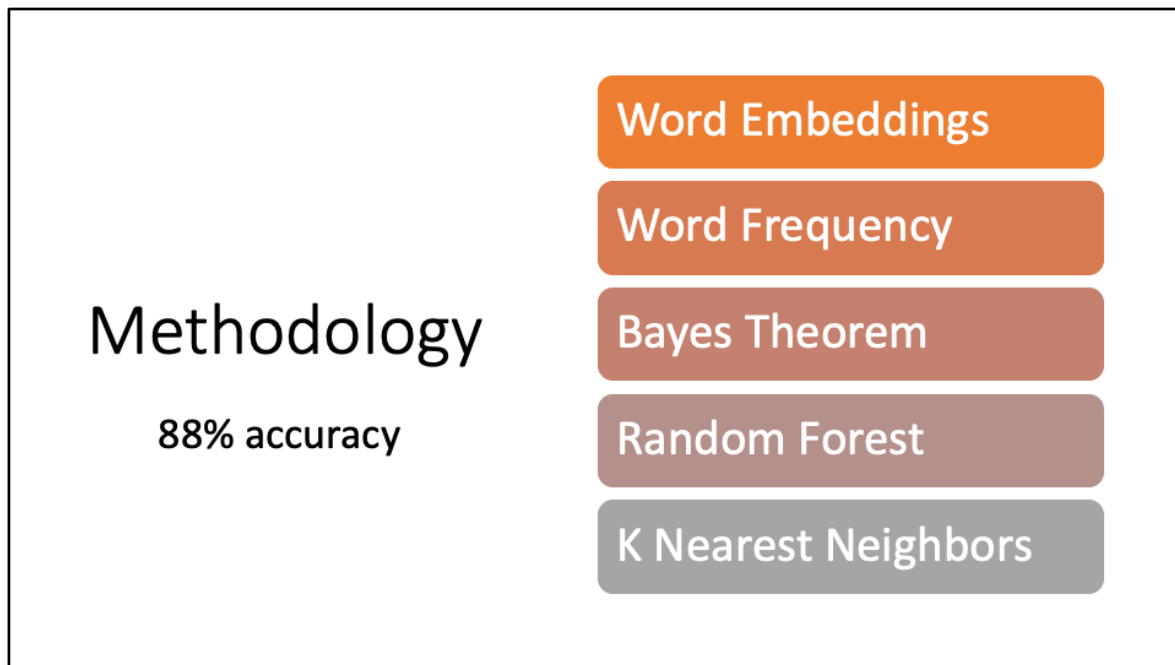 Methodology
88% accuracy
Word Embeddings
Word Frequency
Bayes Theorem
Random Forest
K Nearest Neighbors